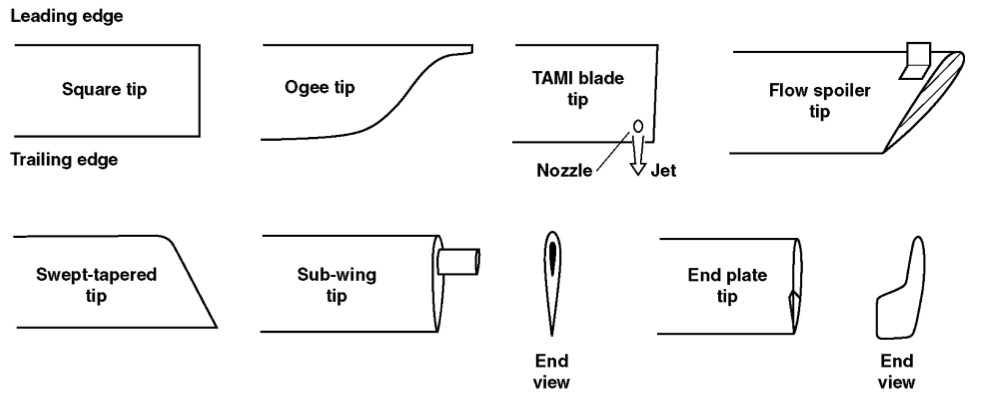 Leading edge
Square tip
Ogee tip
TAMI blade
tip
Flow spoiler
tip
Trailing edge
Nozzle
Jet
Swept-tapered
tip
Sub-wing
tip
End
view
End plate
tip
End
view